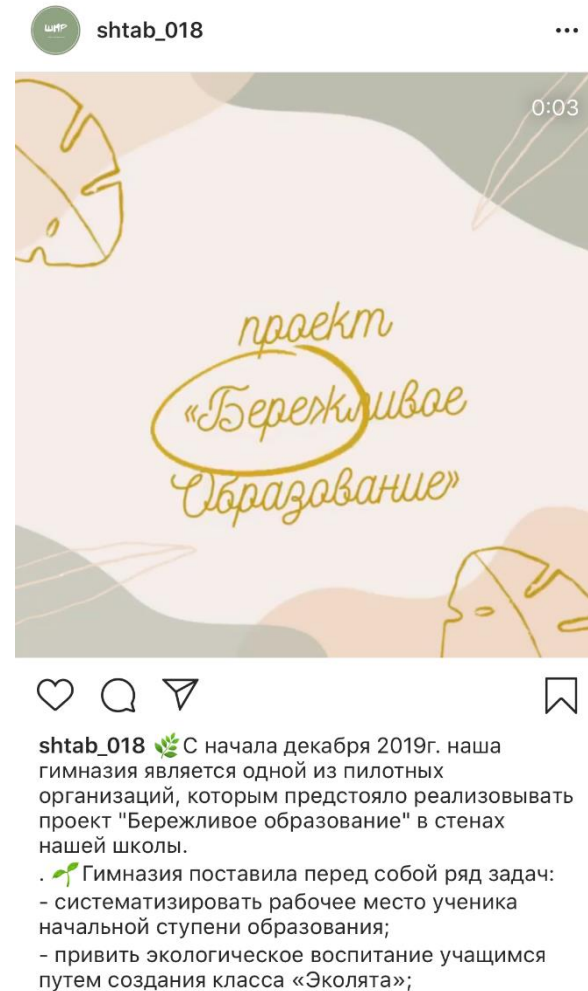 шмр
shtab_018
0:03
проект
«Бережливое
Образование»
shtab_018 🌿С начала декабря 2019г. наша
гимназия является одной из пилотных
организаций, которым предстояло реализовывать
проект "Бережливое образование" в стенах
нашей школы.
. 🌱Гимназия поставила перед собой ряд задач:
- систематизировать рабочее место ученика
начальной ступени образования;
- привить экологическое воспитание учащимся
путем создания класса «Эколята»;